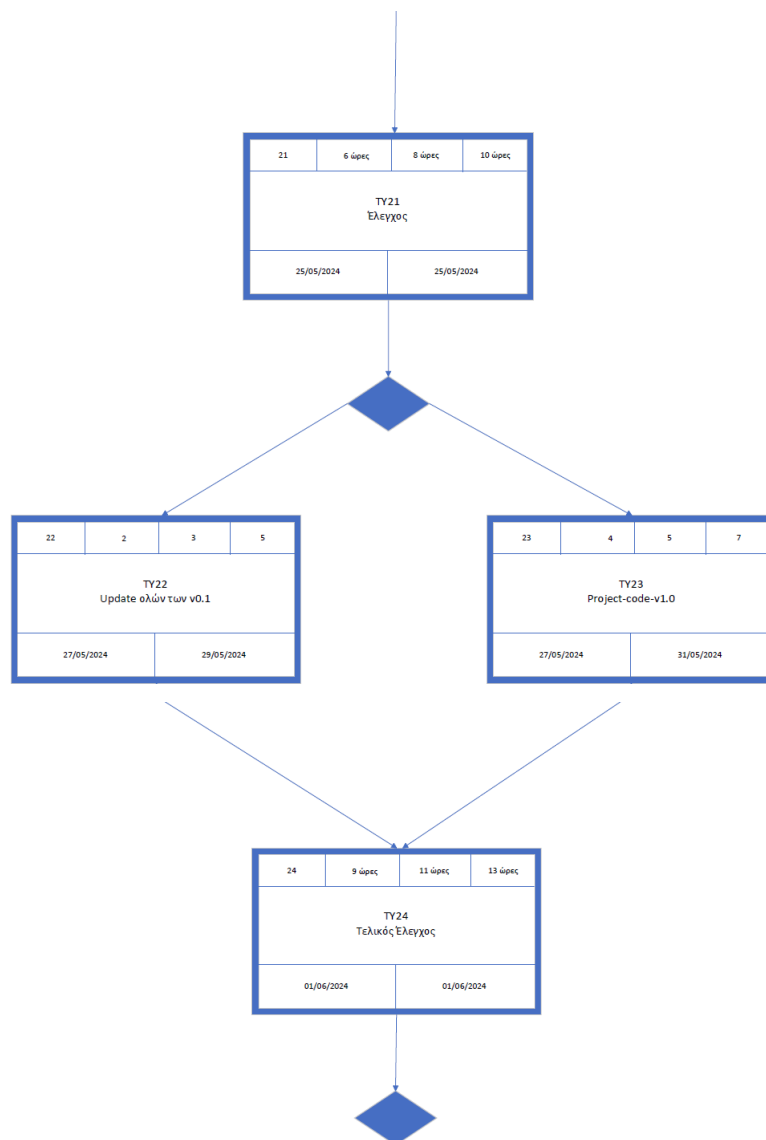 21 6 ώρες 8 ώρες 10 ώρες
ΤΥ21
Έλεγχος
25/05/2024 25/05/2024
22 2 3 5
ΤΥ22
Update ολών των v0.1
27/05/2024 29/05/2024
23 4 5 7
ΤΥ23
Project-code-v1.0
27/05/2024 31/05/2024
24 9 ώρες 11 ώρες 13 ώρες
ΤΥ24
Τελικός Έλεγχος
01/06/2024 01/06/2024